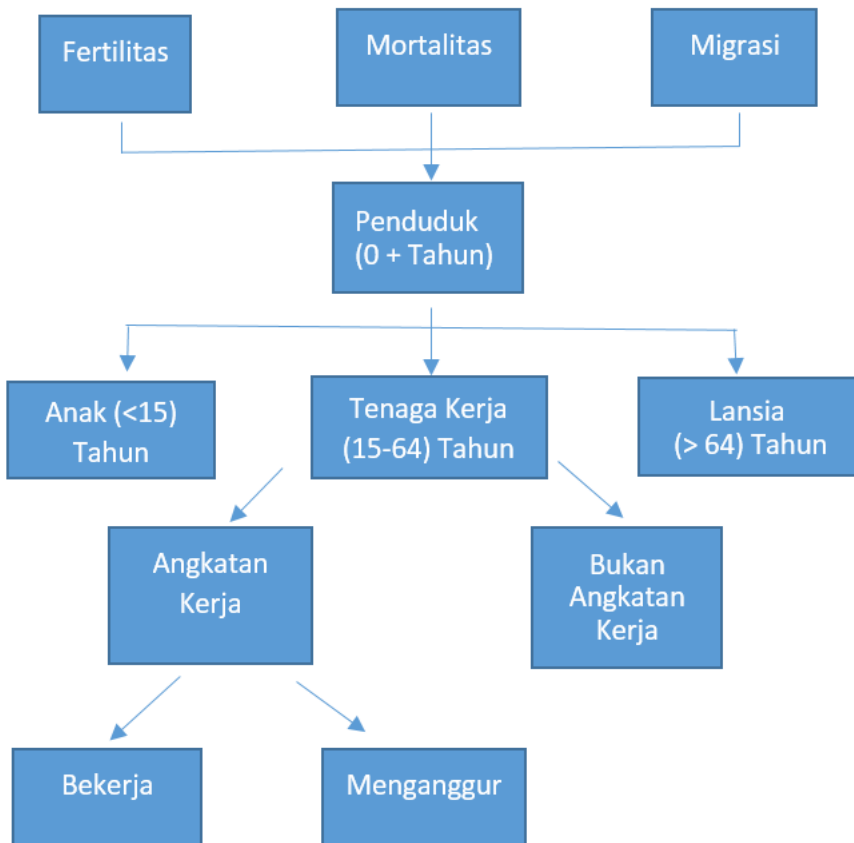 Fertilitas
Mortalitas
Migrasi
Penduduk
(0 + Tahun)
Anak (<15)
Tahun
Tenaga Kerja
(15-64) Tahun
Lansia
(> 64) Tahun
Angkatan
Kerja
Bukan
Angkatan
Kerja
Bekerja
Menganggur